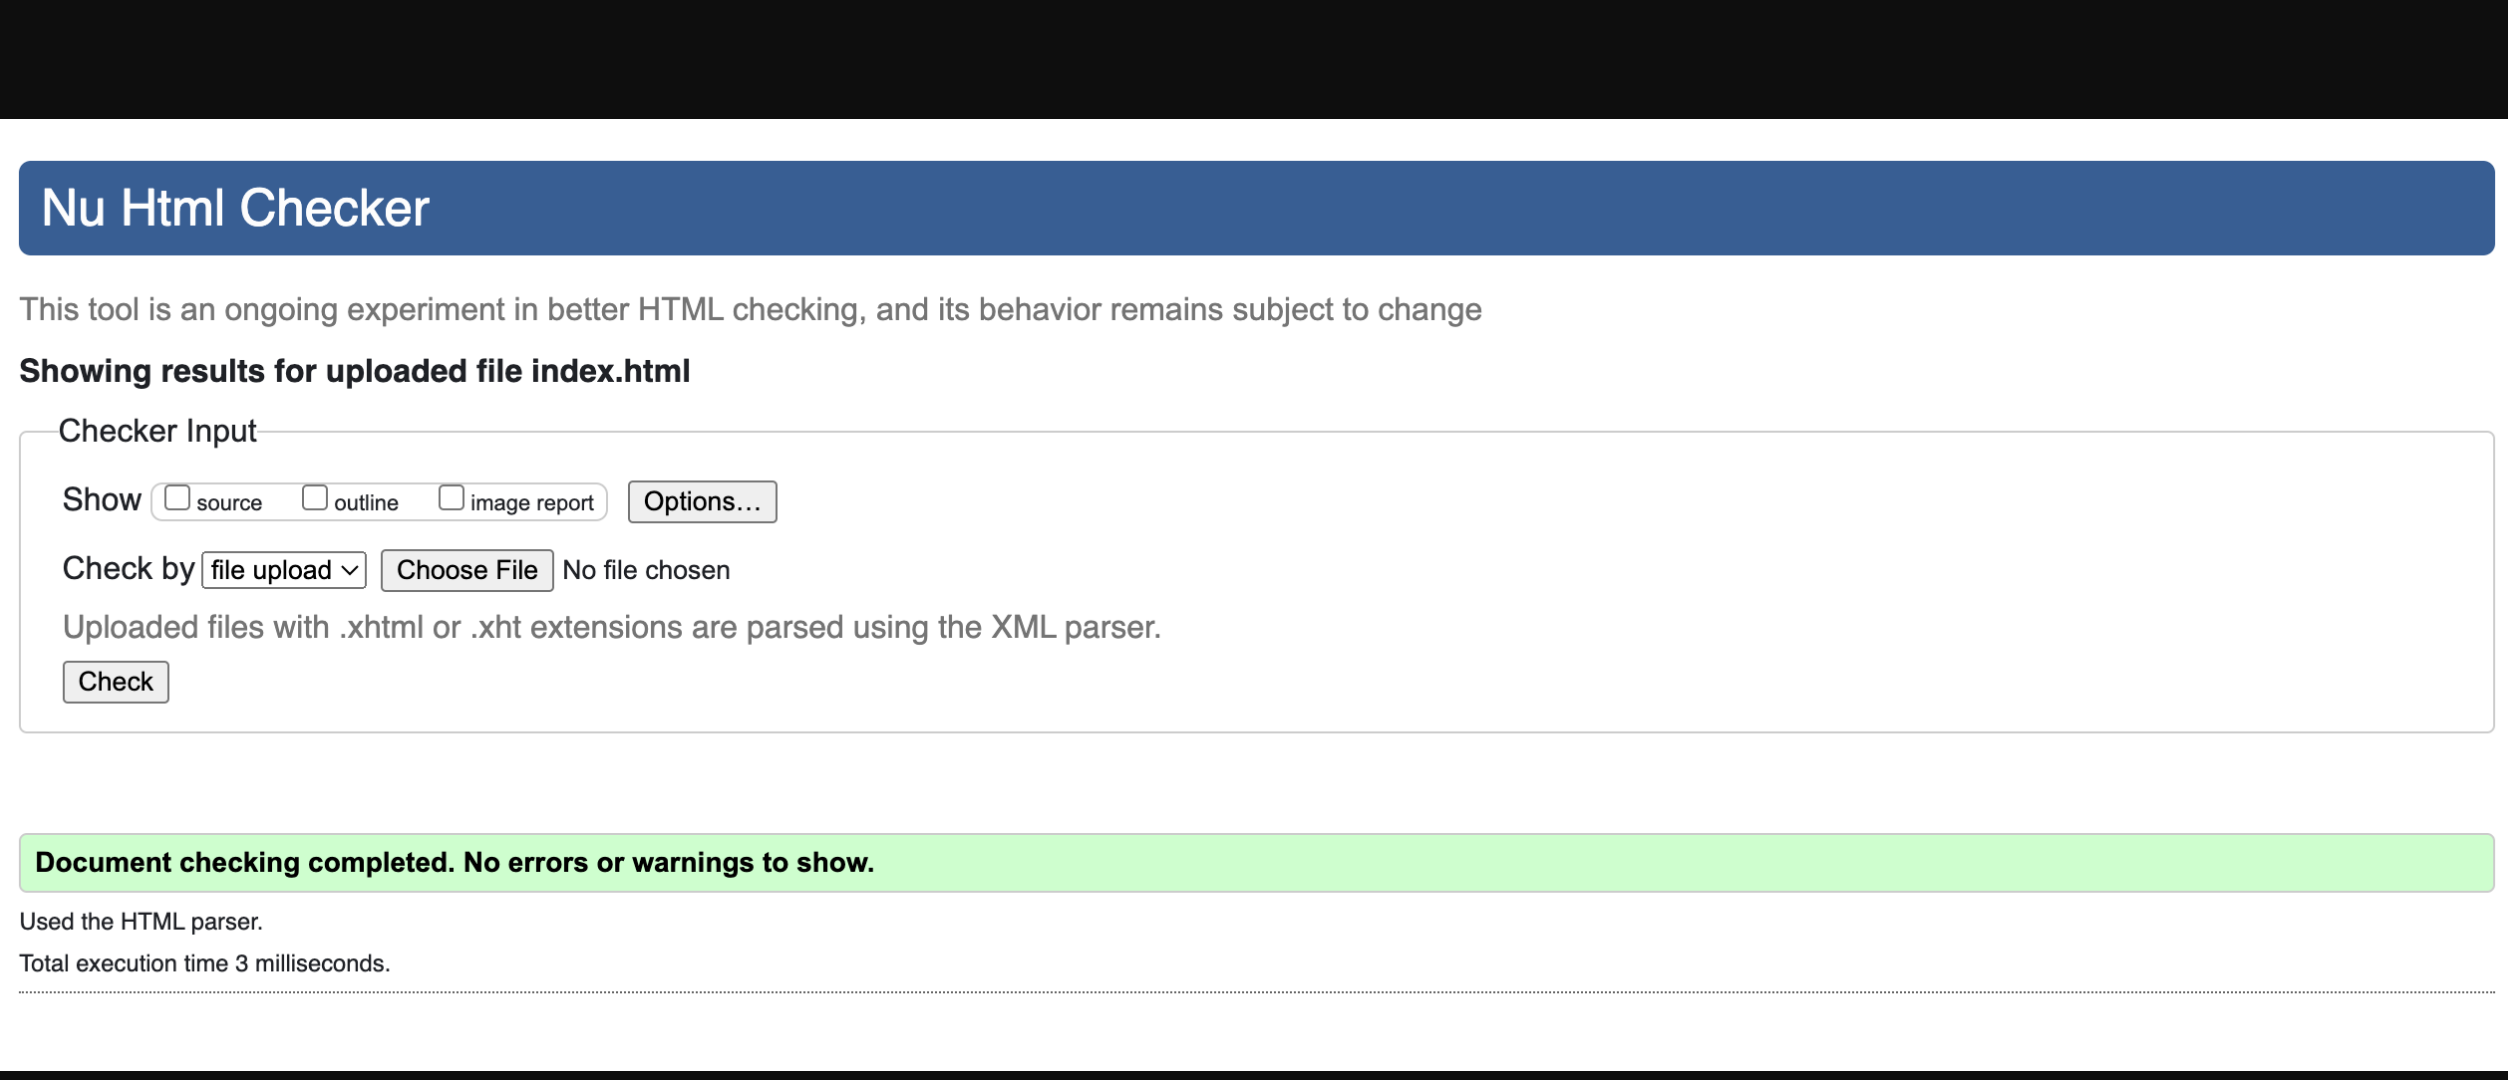 Nu Html Checker
This tool is an ongoing experiment in better HTML checking, and its behavior remains subject to change
Showing results for uploaded file index.html
Checker Input
Show source outline image report Options...
Check by file upload Choose File No file chosen
Uploaded files with .xhtml or .xht extensions are parsed using the XML parser.
Check
Document checking completed. No errors or warnings to show.
Used the HTML parser.
Total execution time 3 milliseconds.